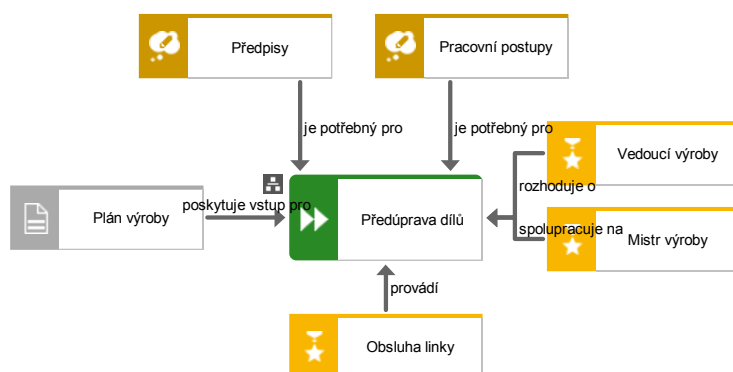 Předpisy
Pracovní postupy
je potřebný pro
je potřebný pro
Vedoucí výroby
rozhoduje o
Plán výroby
poskytuje vstup pro
Předúprava dílů
spolupracuje na
Mistr výroby
provádí
Obsluha linky